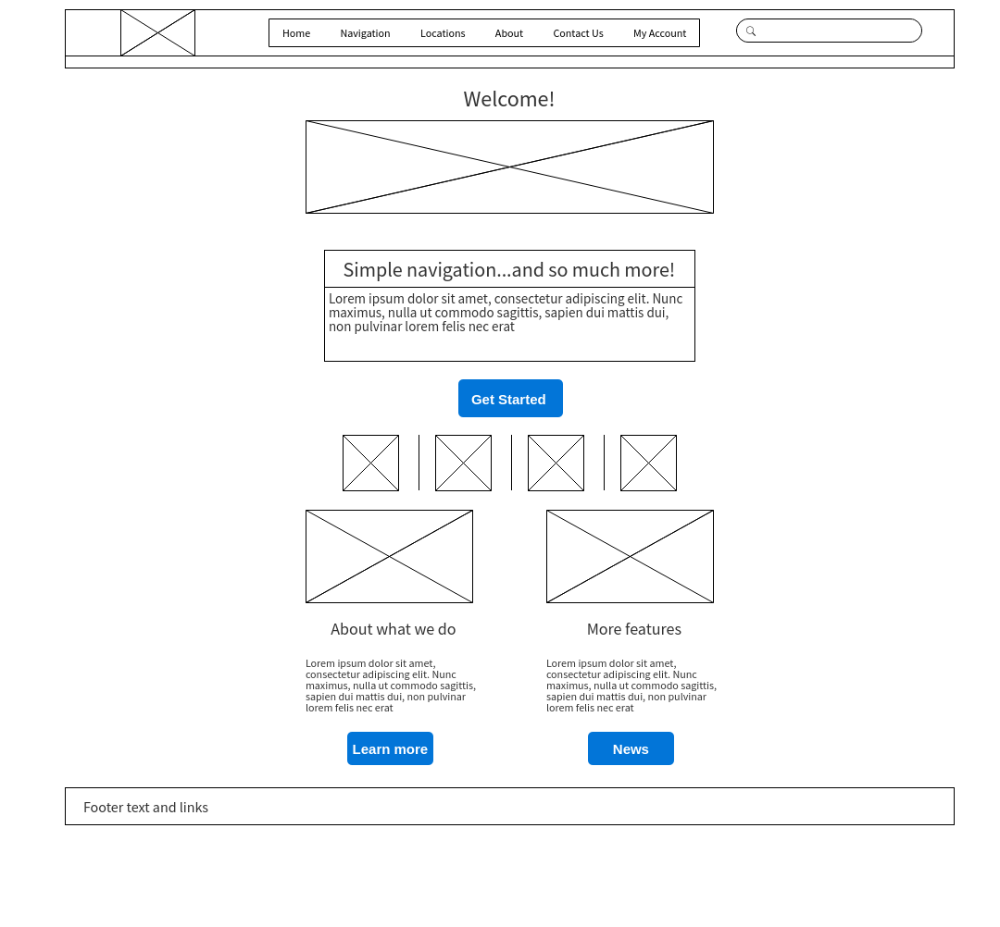 Home Navigation Locations About Contact Us My Account
Welcome!
Simple navigation...and so much more!
Lorem ipsum dolor sit amet, consectetur adipiscing elit. Nunc
maximus, nulla ut commodo sagittis, sapien dui mattis dui,
non pulvinar lorem felis nec erat
Get Started
About what we do
Lorem ipsum dolor sit amet,
consectetur adipiscing elit. Nunc
maximus, nulla ut commodo sagittis,
sapien dui mattis dui, non pulvinar
lorem felis nec erat
Learn more
More features
Lorem ipsum dolor sit amet,
consectetur adipiscing elit. Nunc
maximus, nulla ut commodo sagittis,
sapien dui mattis dui, non pulvinar
lorem felis nec erat
News
Footer text and links